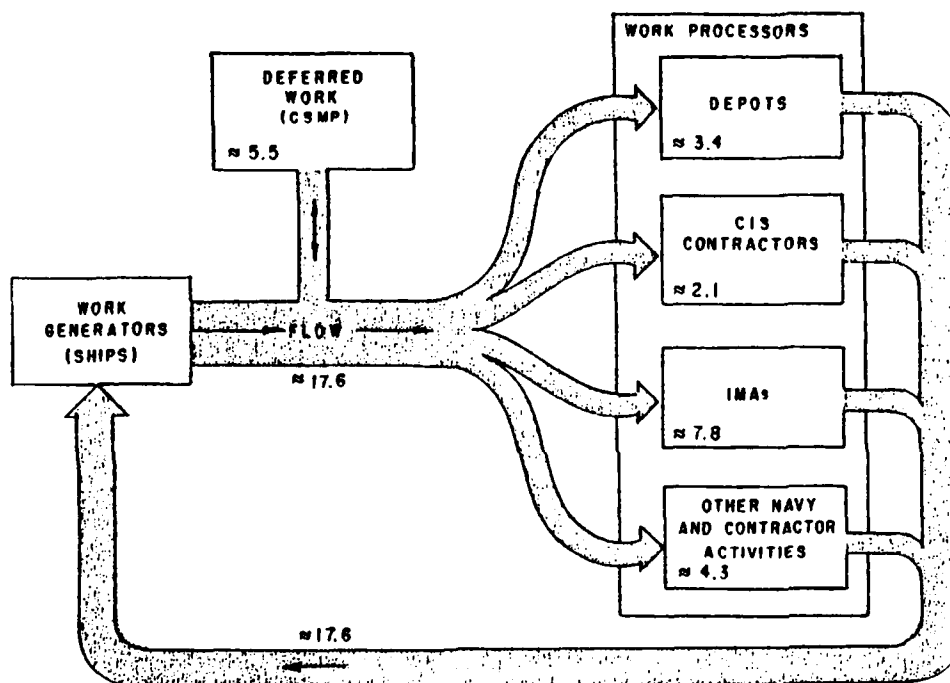 WORK PROCESSORS
DEFERRED
WORK
(CSMP)
≈ 5.5
DEPOTS
≈ 3.4
CIS
CONTRACTORS
≈ 2.1
WORK
GENERATORS
(SHIPS)
FLOW
≈ 17.6
IMAs
≈ 7.8
OTHER NAVY
AND CONTRACTOR
ACTIVITIES
≈ 4.3
≈17.6